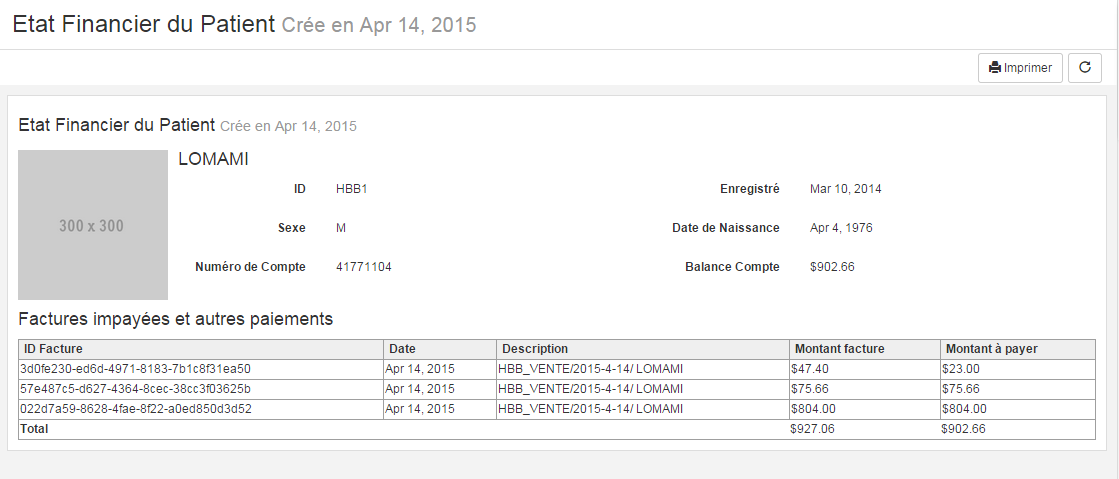 Etat Financier du Patient Crée en Apr 14, 2015
Imprimer
Etat Financier du Patient Crée en Apr 14, 2015
300 x 300
LOMAMI
ID HBB1 Enregistré Mar 10, 2014
Sexe M Date de Naissance Apr 4, 1976
Numéro de Compte 41771104 Balance Compte $902.66
Factures impayées et autres paiements
ID Facture Date Description Montant facture Montant à payer
3d0fe230-ed6d-4971-8183-7b1c8f31ea50 Apr 14, 2015 HBB_VENTE/2015-4-14/ LOMAMI $47.40 $23.00
57e487c5-d627-4364-8cec-38cc3f03625b Apr 14, 2015 HBB_VENTE/2015-4-14/ LOMAMI $75.66 $75.66
022d7a59-8628-4fae-8f22-a0ed850d3d52 Apr 14, 2015 HBB_VENTE/2015-4-14/ LOMAMI $804.00 $804.00
Total $927.06 $902.66